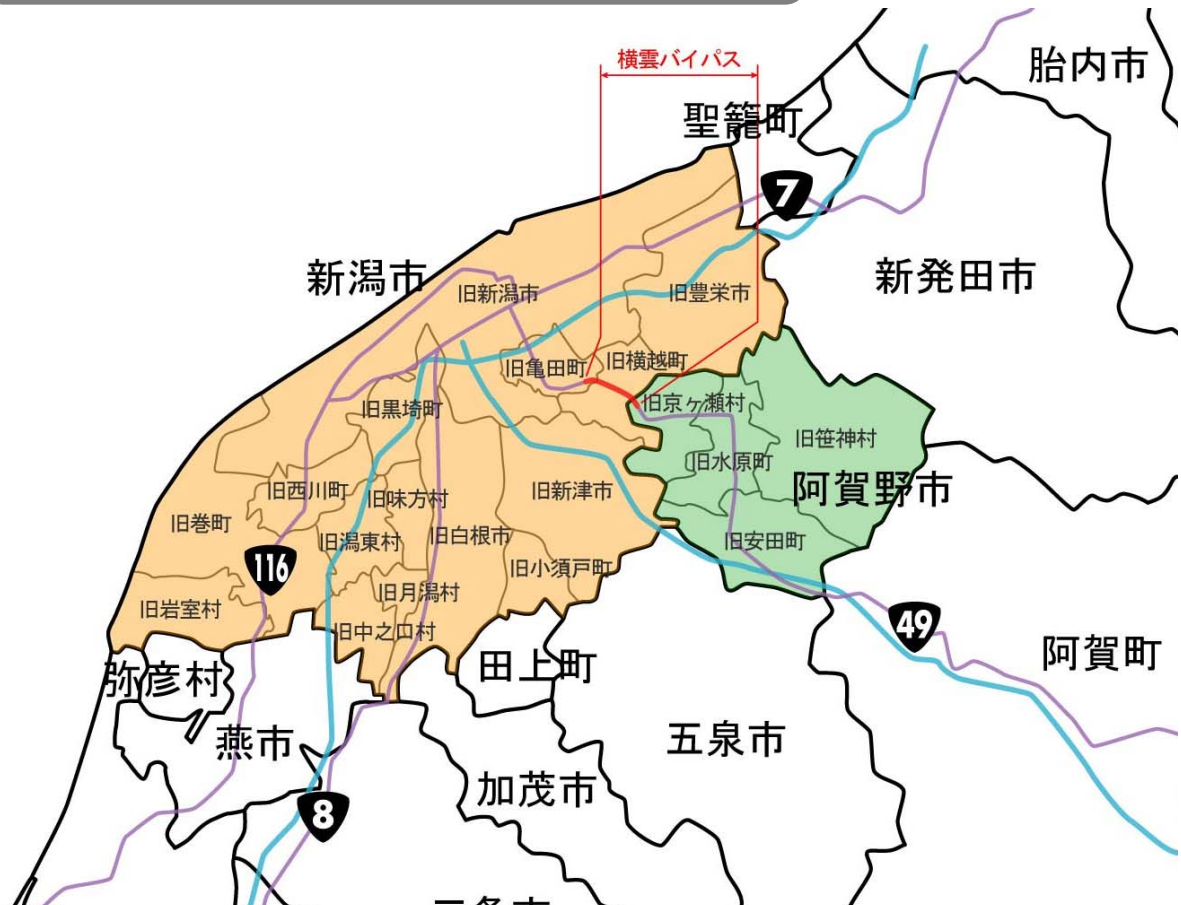 横雲バイパス
胎内市
聖籠町
7
新発田市
新潟市
旧新潟市
旧豊栄市
旧亀田町
旧横越町
旧黒埼町
旧京ヶ瀬村
旧笹神村
旧水原町
阿賀野市
旧西川町
旧味方村
旧新津市
旧巻町
旧潟東村
旧白根市
旧安田町
116
旧小須戸町
旧月潟村
旧岩室村
旧中之口村
49
阿賀町
弥彦村
田上町
燕市
五泉市
加茂市
8